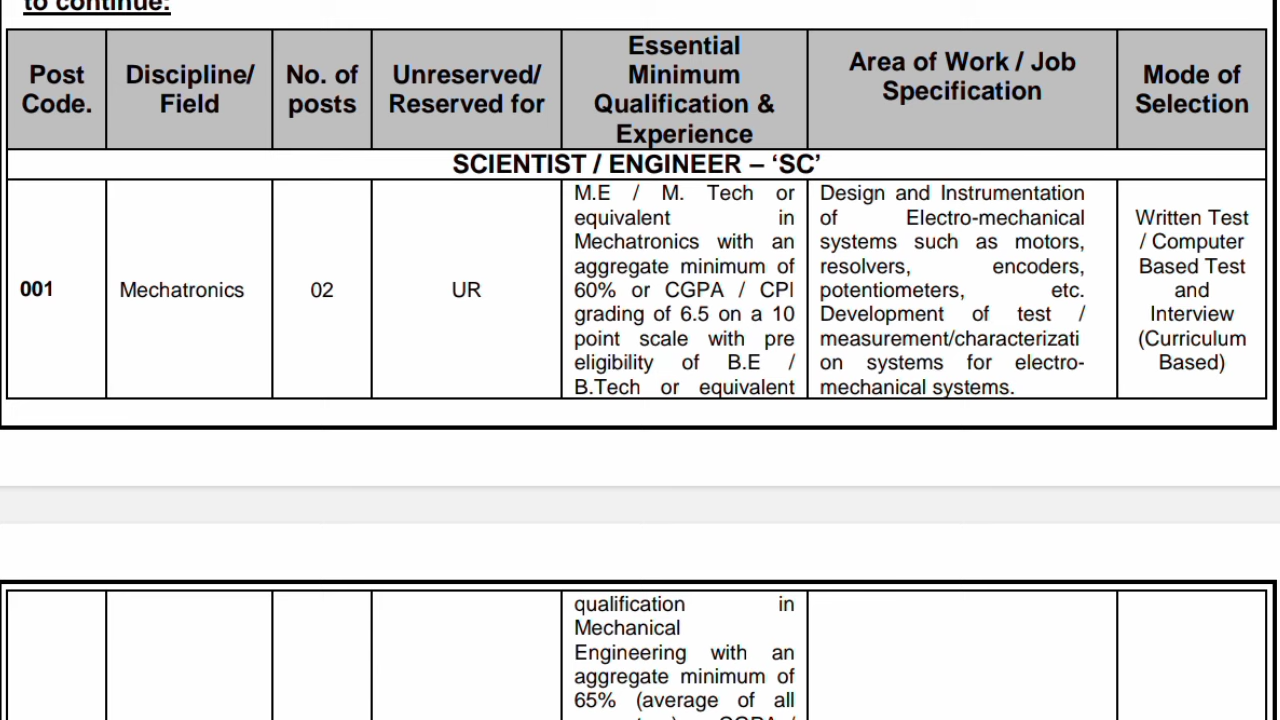 to continue:
Post Code.
Discipline/ Field
No. of posts
Unreserved/ Reserved for
Essential Minimum Qualification & Experience
Area of Work / Job Specification
Mode of Selection
SCIENTIST / ENGINEER – ‘SC’
001
Mechatronics
02
UR
M.E / M. Tech or
equivalent in
Mechatronics with an
aggregate minimum of
60% or CGPA / CPI
grading of 6.5 on a 10
point scale with pre
eligibility of B.E /
B.Tech or equivalent
Design and Instrumentation
of Electro-mechanical
systems such as motors,
resolvers, encoders,
potentiometers, etc.
Development of test /
measurement/characterizati
on systems for electro-
mechanical systems.
Written Test
/ Computer
Based Test
and
Interview
(Curriculum
Based)
qualification in
Mechanical
Engineering with an
aggregate minimum of
65% (average of all